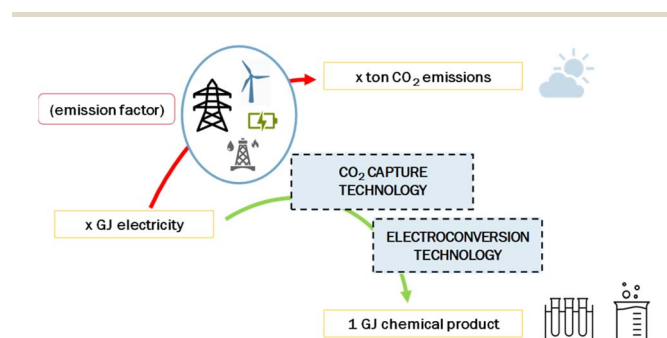 x ton CO₂ emissions
(emission factor)
CO₂ CAPTURE
TECHNOLOGY
x GJ electricity
ELECTROCONVERSION
TECHNOLOGY
1 GJ chemical product